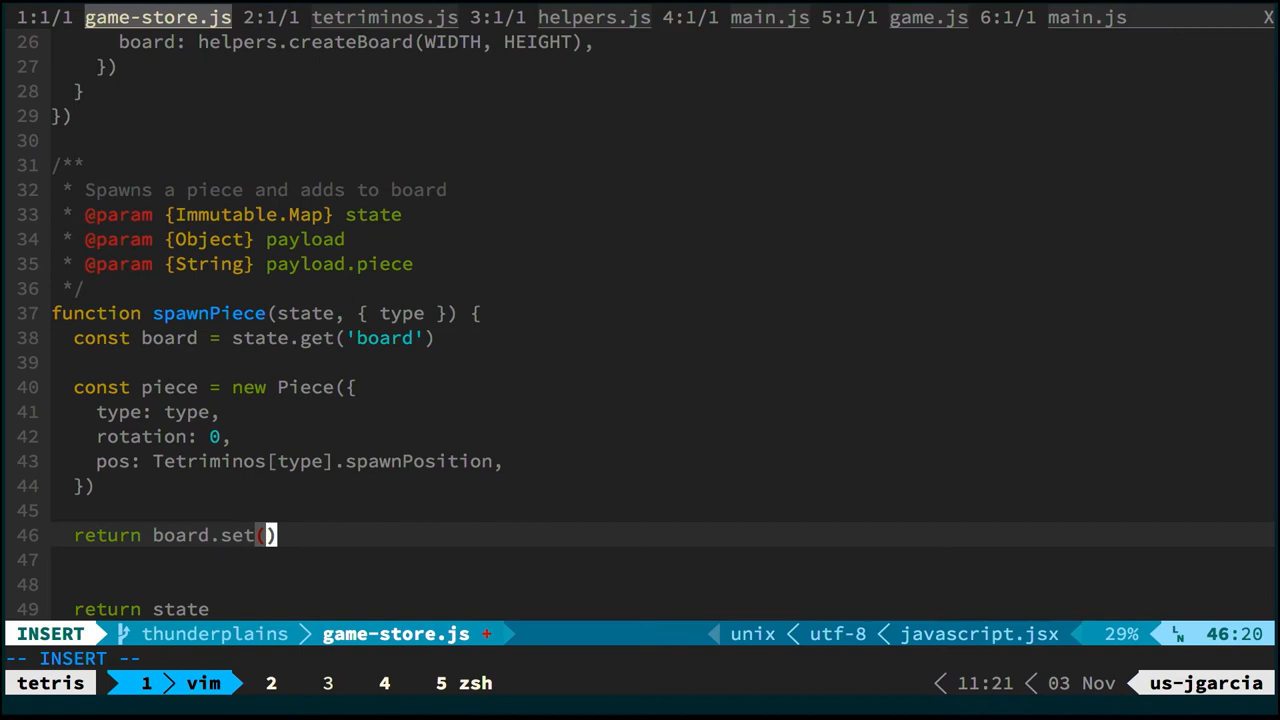 1:1/1 game-store.js 2:1/1 tetriminos.js 3:1/1 helpers.js 4:1/1 main.js 5:1/1 game.js 6:1/1 main.js X
26 board: helpers.createBoard(WIDTH, HEIGHT),
27 })
28 }
29 })
30
31 /**
32 * Spawns a piece and adds to board
33 * @param {Immutable.Map} state
34 * @param {Object} payload
35 * @param {String} payload.piece
36 */
37 function spawnPiece(state, { type }) {
38 const board = state.get('board')
39
40 const piece = new Piece({
41 type: type,
42 rotation: 0,
43 pos: Tetriminos[type].spawnPosition,
44 })
45
46 return board.set()
47
48
49 return state
INSERT thunderplains game-store.js + unix utf-8 javascript.jsx 29% LN 46:20
-- INSERT --
tetris 1 vim 2 3 4 5 zsh 11:21 03 Nov us-jgarcia